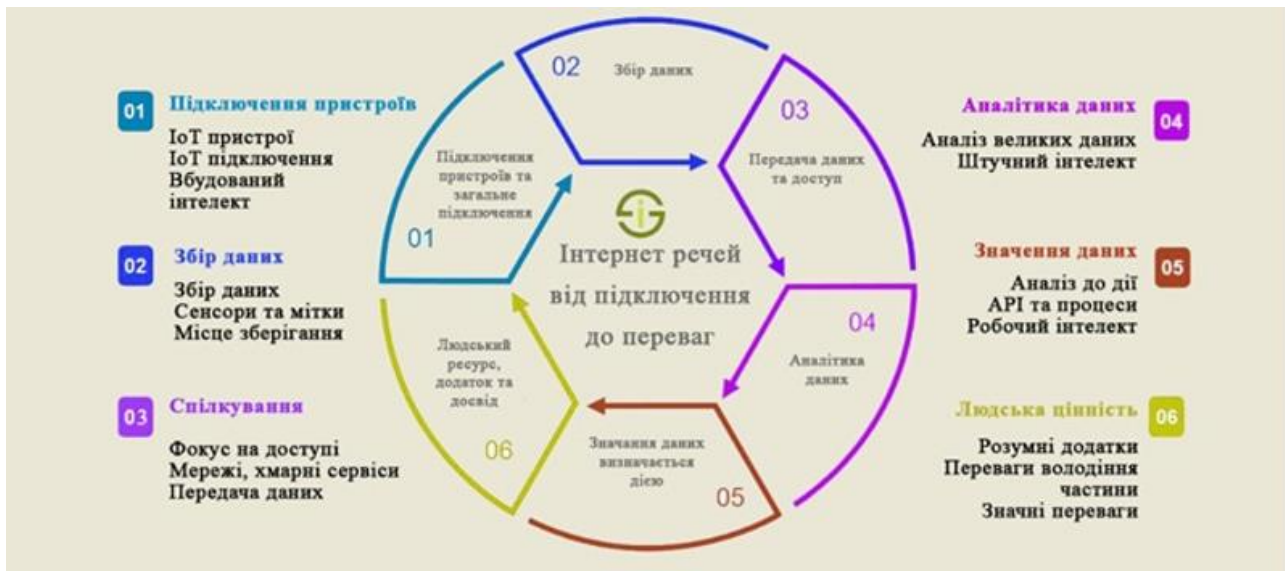 01
Підключення пристроїв
ІоТ пристрої
ІоТ підключення
Вбудований
інтелект
02
Збір даних
Збір даних
Сенсори та мітки
Місце зберігання
03
Спілкування
Фокус на доступі
Мережі, хмарні сервіси
Передача даних
01
Підключення
пристроїв та
загальне
підключення
02
Збір даних
03
Передача даних
та доступ
04
Аналітика
даних
05
Значання даних
визначається
дією
06
Людський
ресурс,
додаток та
досвід
Інтернет речей
від підключення
до переваг
04
Аналітика даних
Аналіз великих даних
Штучний інтелект
05
Значення даних
Аналіз до дії
АРІ та процеси
Робочий інтелект
06
Людська цінність
Розумні додатки
Переваги володіння
частини
Значні переваги